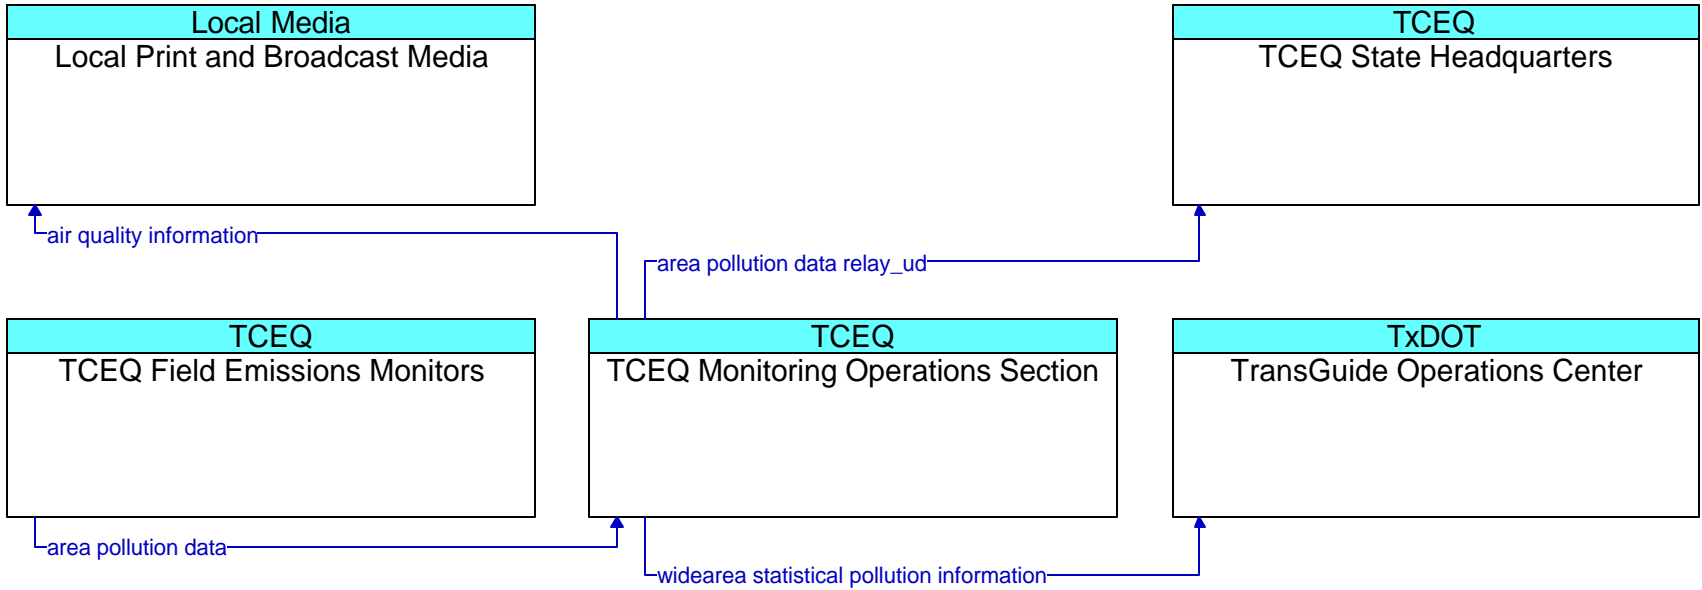 Local Media
Local Print and Broadcast Media
TCEQ
TCEQ State Headquarters
air quality information
area pollution data relay_ud
TCEQ
TCEQ Field Emissions Monitors
TCEQ
TCEQ Monitoring Operations Section
TxDOT
TransGuide Operations Center
area pollution data
widearea statistical pollution information